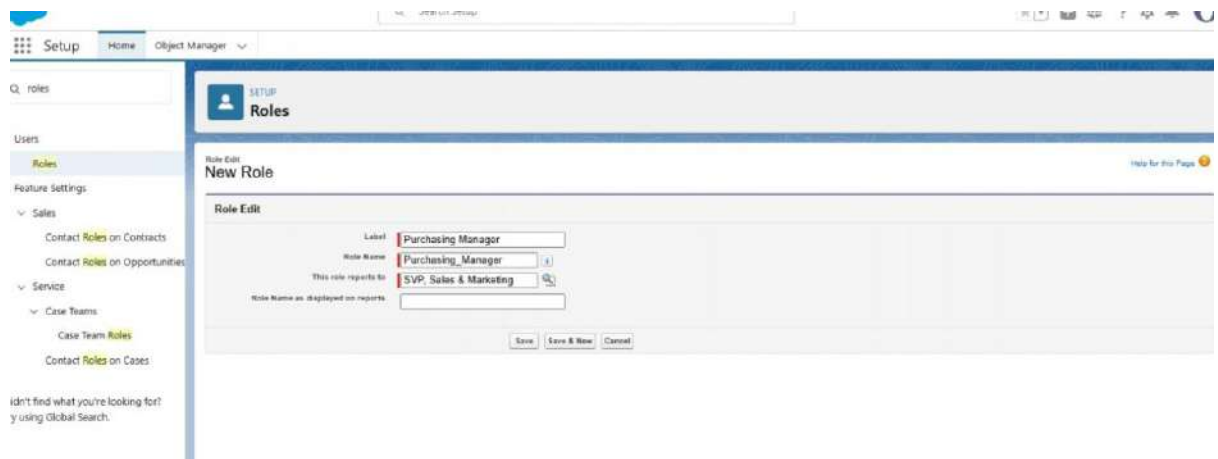 Search Setup
Setup Home Object Manager
roles
SETUP
Roles
Users
Roles
Feature Settings
Sales
Contact Roles on Contracts
Contact Roles on Opportunities
Service
Case Teams
Case Team Roles
Contact Roles on Cases
idn't find what you're looking for?
y using Global Search.
Role Edit
New Role
Help for this Page
Role Edit
Label Purchasing Manager
Role Name Purchasing_Manager
This role reports to SVP, Sales & Marketing
Role Name as displayed on reports
Save Save & New Cancel